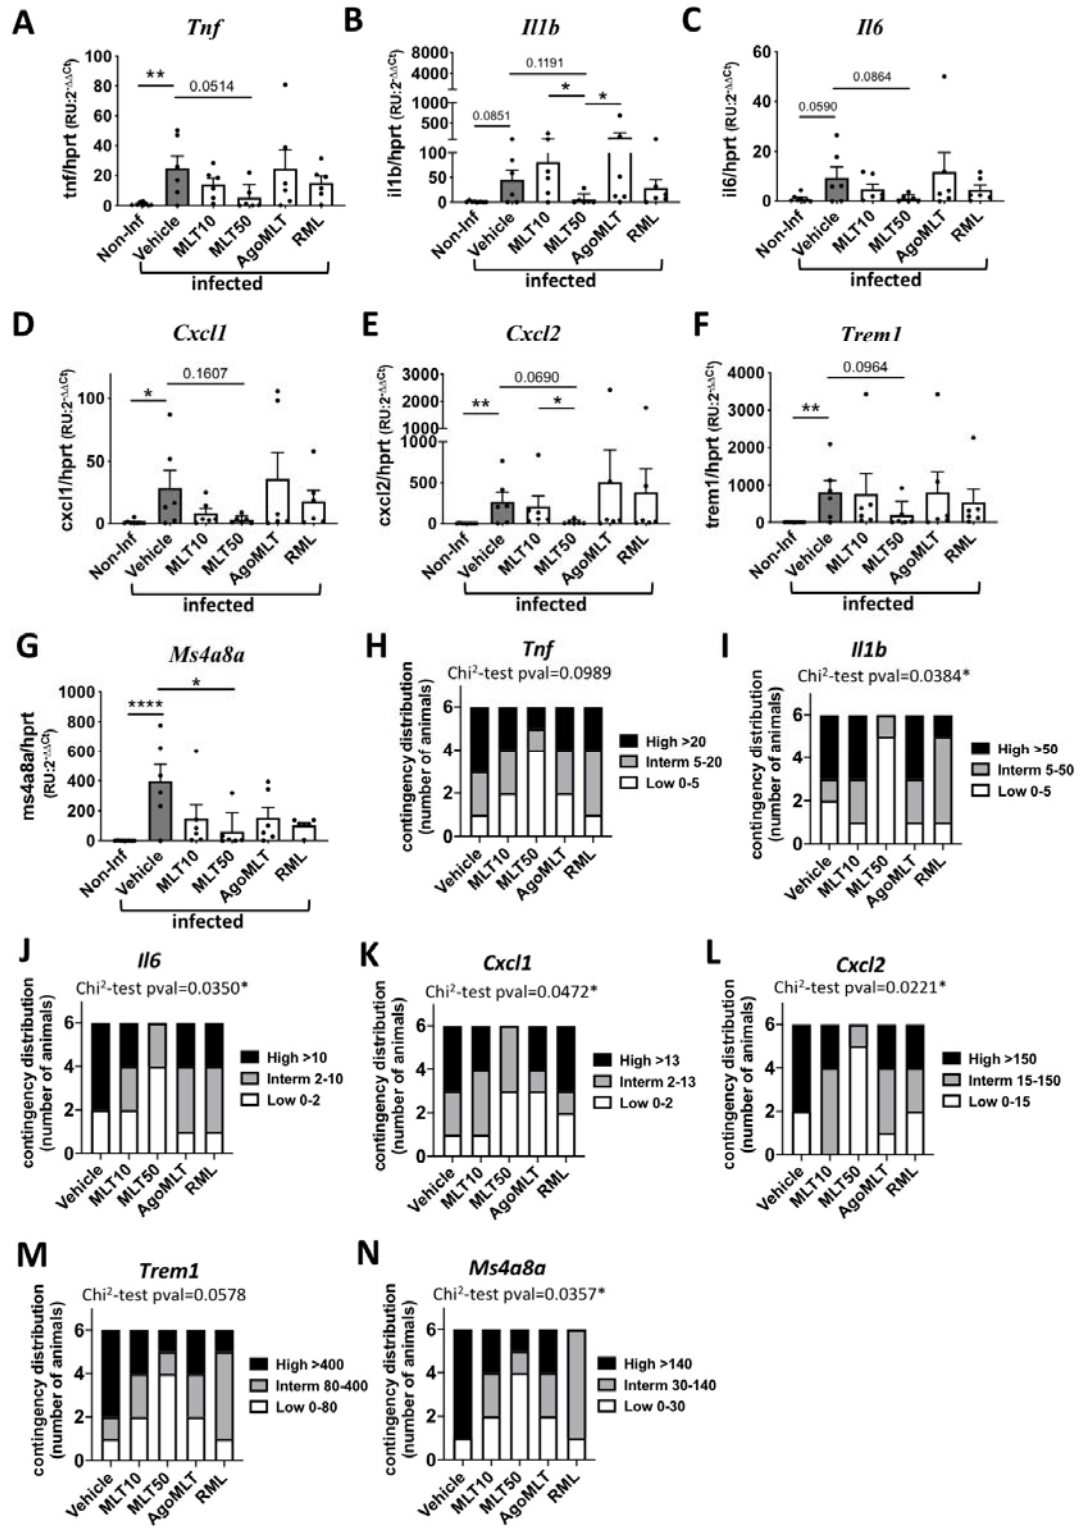 A
Tnf
tnf/hprt (RU:2-ΔΔCt)
100
80
60
40
20
0
**
0.0514
Non-Inf
Vehicle
MLT10
MLT50
AgoMLT
RML
infected
B
Il1b
il1b/hprt (RU:2-ΔΔCt)
8000
4000
1000
500
100
50
0
0.1191
*
*
0.0851
Non-Inf
Vehicle
MLT10
MLT50
AgoMLT
RML
infected
C
Il6
il6/hprt (RU:2-ΔΔCt)
60
40
20
0
0.0864
0.0590
Non-Inf
Vehicle
MLT10
MLT50
AgoMLT
RML
infected
D
Cxcl1
cxcl1/hprt (RU:2-ΔΔCt)
100
50
0
0.1607
*
Non-Inf
Vehicle
MLT10
MLT50
AgoMLT
RML
infected
E
Cxcl2
cxcl2/hprt (RU:2-ΔΔCt)
3000
2000
1000
1000
500
0
0.0690
**
*
Non-Inf
Vehicle
MLT10
MLT50
AgoMLT
RML
infected
F
Trem1
trem1/hprt (RU:2-ΔΔCt)
4000
3000
2000
1000
0
0.0964
**
Non-Inf
Vehicle
MLT10
MLT50
AgoMLT
RML
infected
G
Ms4a8a
ms4a8a/hprt
(RU:2-ΔΔCt)
1000
800
600
400
200
0
*
****
Non-Inf
Vehicle
MLT10
MLT50
AgoMLT
RML
infected
H
Tnf
Chi2-test pval=0.0989
contingency distribution
(number of animals)
6
4
2
0
High >20
Interm 5-20
Low 0-5
Vehicle
MLT10
MLT50
AgoMLT
RML
I
Il1b
Chi2-test pval=0.0384*
contingency distribution
(number of animals)
6
4
2
0
High >50
Interm 5-50
Low 0-5
Vehicle
MLT10
MLT50
AgoMLT
RML
J
Il6
Chi2-test pval=0.0350*
contingency distribution
(number of animals)
6
4
2
0
High >10
Interm 2-10
Low 0-2
Vehicle
MLT10
MLT50
AgoMLT
RML
K
Cxcl1
Chi2-test pval=0.0472*
contingency distribution
(number of animals)
6
4
2
0
High >13
Interm 2-13
Low 0-2
Vehicle
MLT10
MLT50
AgoMLT
RML
L
Cxcl2
Chi2-test pval=0.0221*
contingency distribution
(number of animals)
6
4
2
0
High >150
Interm 15-150
Low 0-15
Vehicle
MLT10
MLT50
AgoMLT
RML
M
Trem1
Chi2-test pval=0.0578
contingency distribution
(number of animals)
6
4
2
0
High >400
Interm 80-400
Low 0-80
Vehicle
MLT10
MLT50
AgoMLT
RML
N
Ms4a8a
Chi2-test pval=0.0357*
contingency distribution
(number of animals)
6
4
2
0
High >140
Interm 30-140
Low 0-30
Vehicle
MLT10
MLT50
AgoMLT
RML